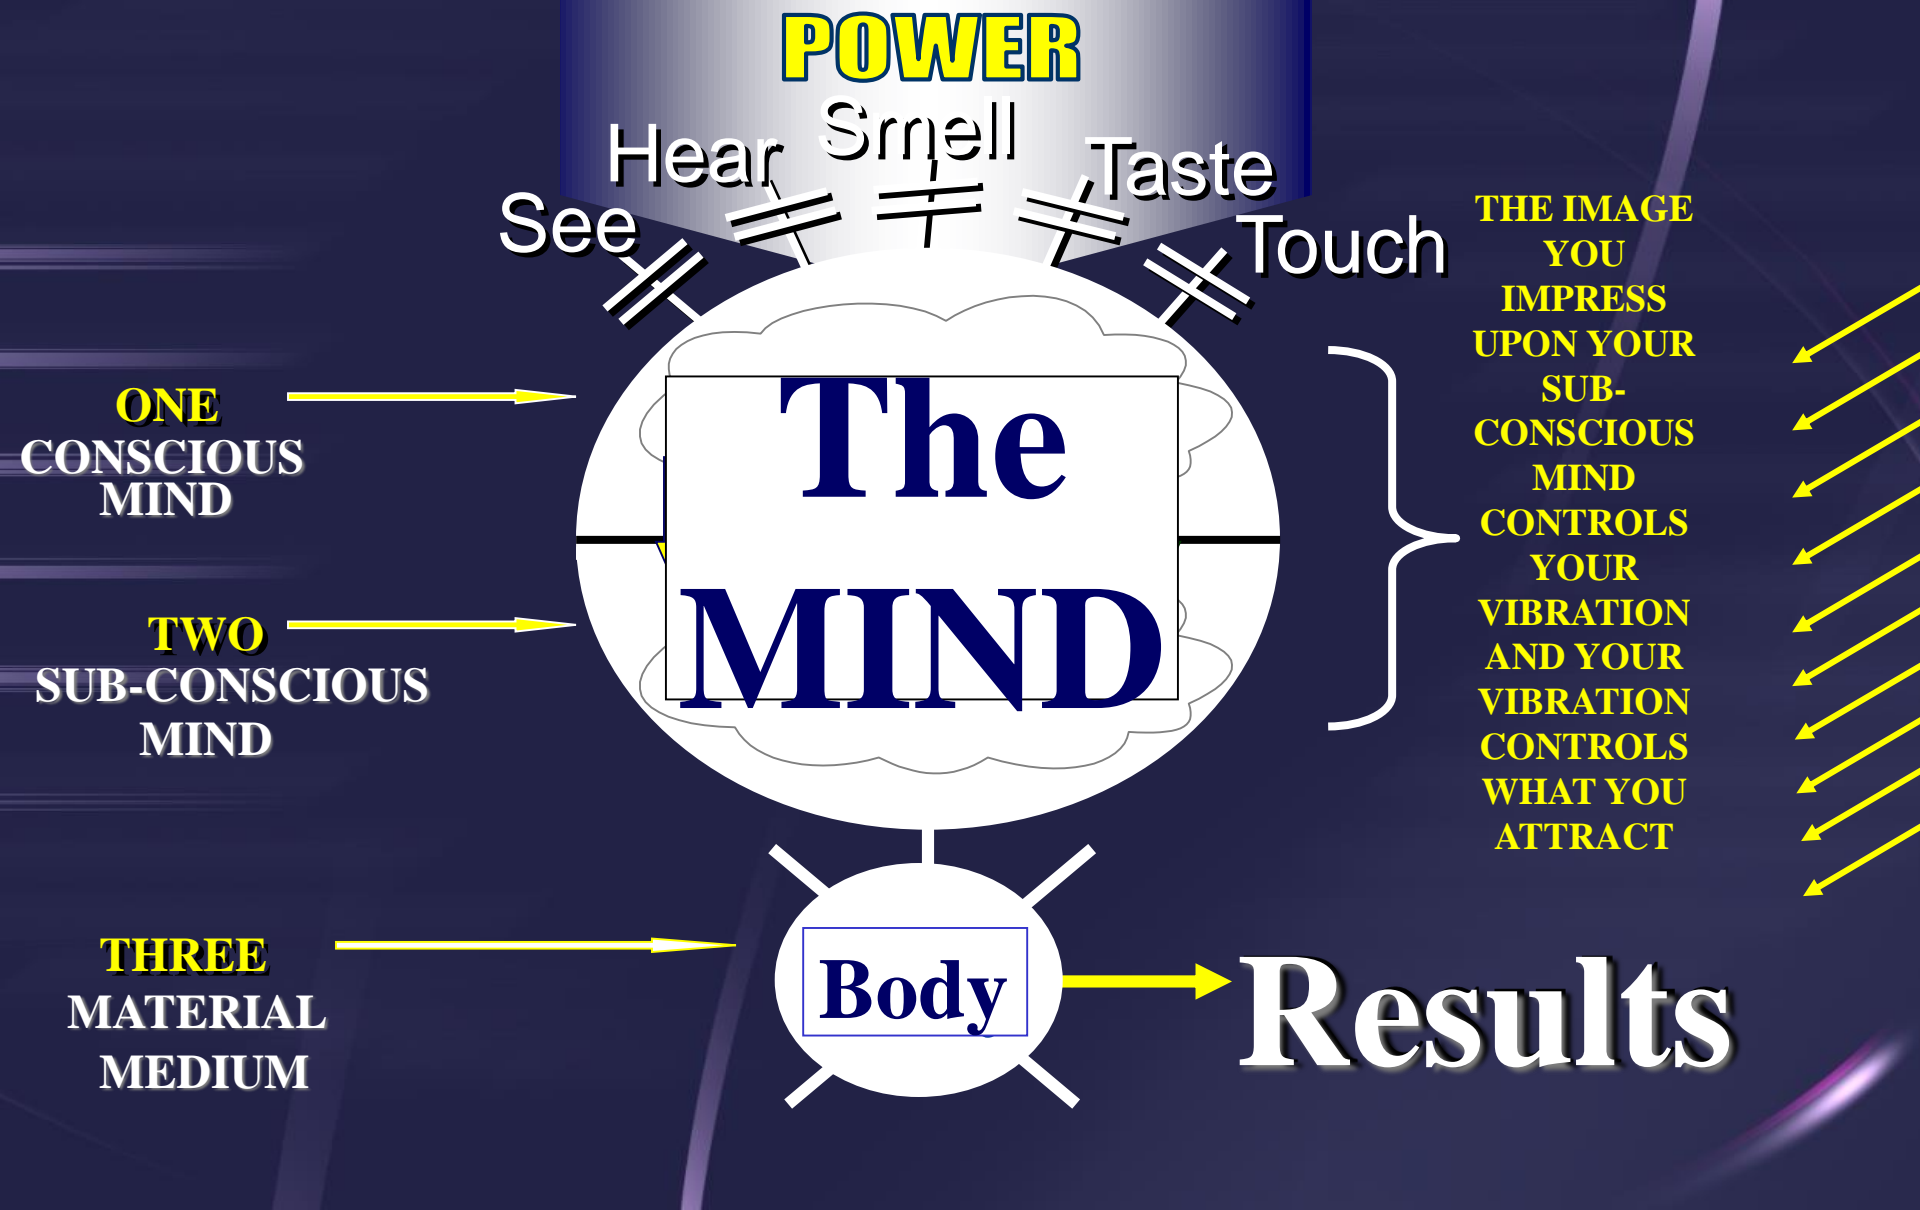 POWER
Smell
Hear
Taste
See
Touch
ONE
CONSCIOUS
MIND
TWO
SUB-CONSCIOUS
MIND
THREE
MATERIAL
MEDIUM
The
MIND
Body
Results
THE IMAGE
YOU
IMPRESS
UPON YOUR
SUB-
CONSCIOUS
MIND
CONTROLS
YOUR
VIBRATION
AND YOUR
VIBRATION
CONTROLS
WHAT YOU
ATTRACT